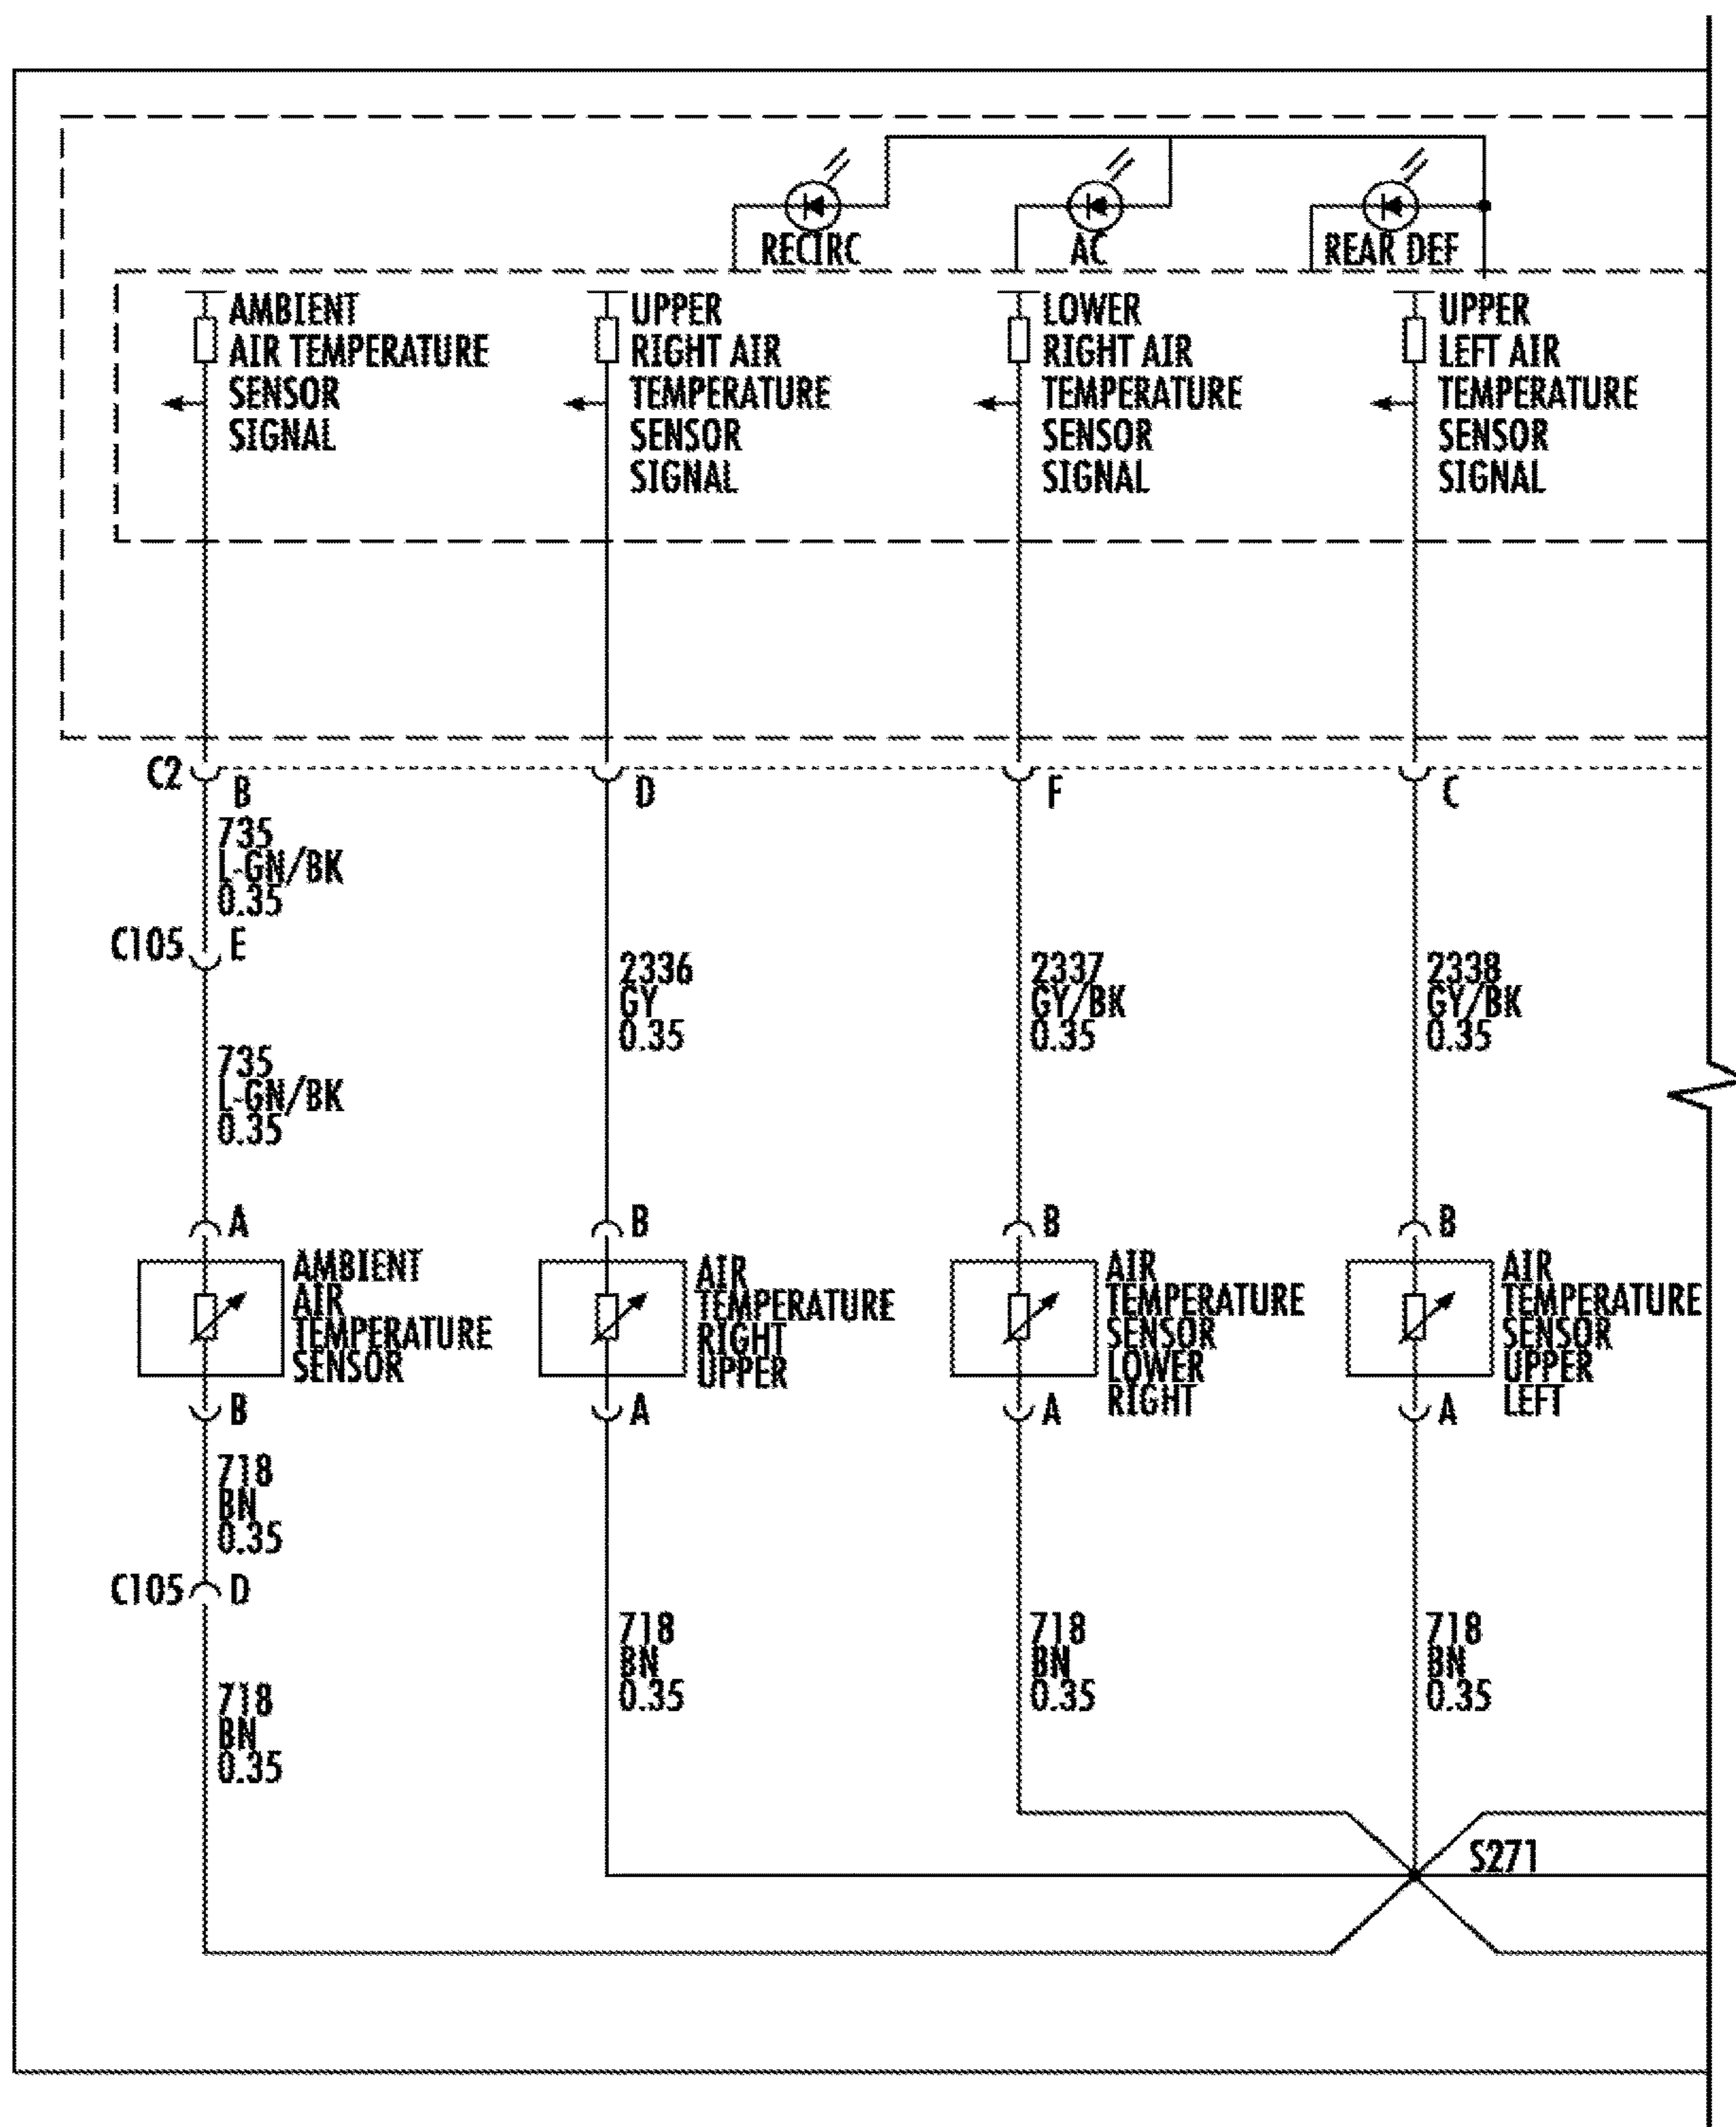 RECIRC
AC
REAR DEF
AMBIENT
AIR TEMPERATURE
SENSOR
SIGNAL
UPPER
RIGHT AIR
TEMPERATURE
SENSOR
SIGNAL
LOWER
RIGHT AIR
TEMPERATURE
SENSOR
SIGNAL
UPPER
LEFT AIR
TEMPERATURE
SENSOR
SIGNAL
C2
B
D
F
C
735
L-GN/BK
0.35
C105
E
735
L-GN/BK
0.35
2336
GY
0.35
2337
GY/BK
0.35
2338
GY/BK
0.35
A
B
B
B
AMBIENT
AIR
TEMPERATURE
SENSOR
AIR
TEMPERATURE
RIGHT
UPPER
AIR
TEMPERATURE
SENSOR
LOWER
RIGHT
AIR
TEMPERATURE
SENSOR
UPPER
LEFT
B
A
A
A
718
BN
0.35
C105
D
718
BN
0.35
718
BN
0.35
718
BN
0.35
718
BN
0.35
S271